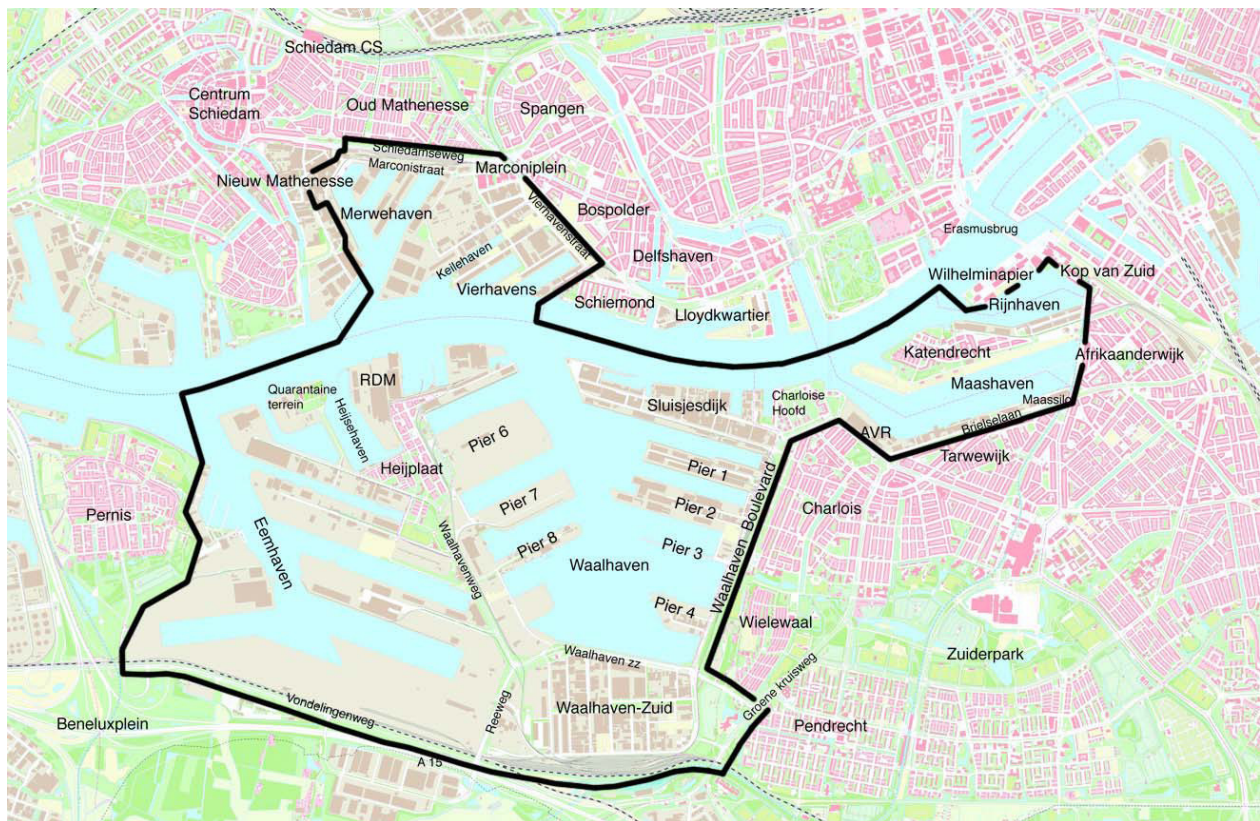 Schiedam CS
Centrum
Schiedam
Oud Mathenesse
Spangen
Schiedamseweg
Marconistraat
Marconiplein
Nieuw Mathenesse
Merwehaven
Vierhavenstraat
Bospolder
Keilehaven
Delfshaven
Vierhavens
Schiemond
Lloydkwartier
Erasmusbrug
Wilhelminapier
Kop van Zuid
Rijnhaven
Katendrecht
Afrikaanderwijk
Maashaven
Maassilo
Brielselaan
RDM
Quarantaine
terrein
Heijsehaven
Sluisjesdijk
Charloise
Hoofd
AVR
Tarwewijk
Pier 6
Heijplaat
Pier 1
Pier 7
Pier 2
Charlois
Pernis
Eemhaven
Pier 8
Pier 3
Waalhavenweg
Waalhaven
Waalhaven Boulevard
Pier 4
Wielewaal
Zuiderpark
Waalhaven zz
Groene kruisweg
Vondelingenweg
Reeweg
Waalhaven-Zuid
Pendrecht
Beneluxplein
A 15